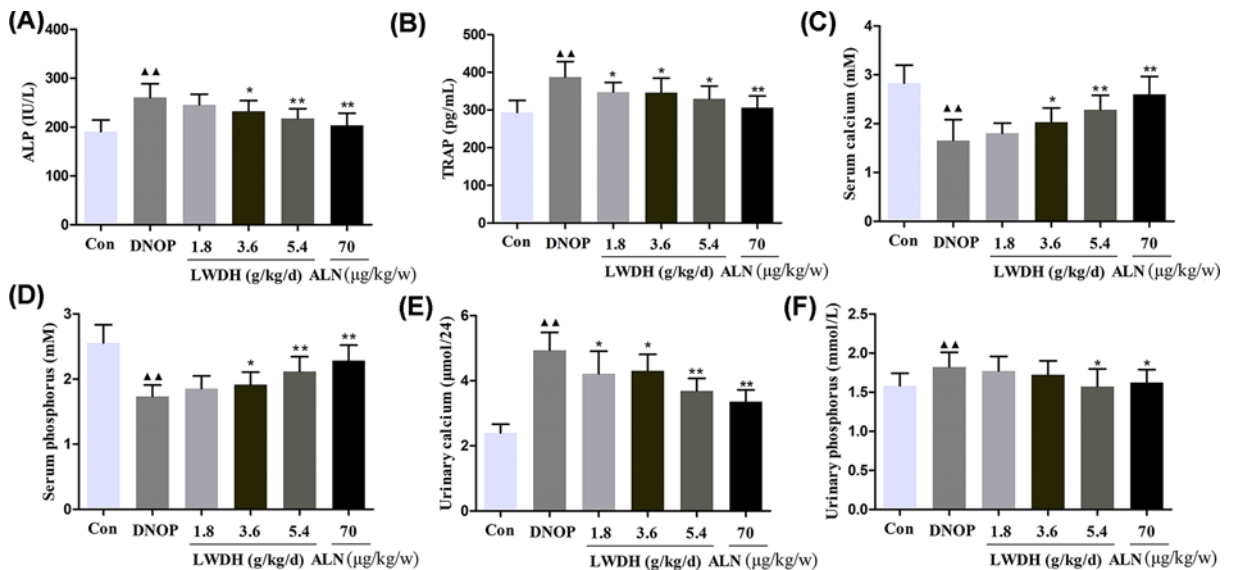 (A)
ALP (IU/L)
400
300
200
100
0
▲▲
*
**
**
Con DNOP 1.8 3.6 5.4 70
LWDH (g/kg/d) ALN (μg/kg/w)
(B)
TRAP (pg/mL)
500
400
300
200
100
0
▲▲
*
*
*
**
Con DNOP 1.8 3.6 5.4 70
LWDH (g/kg/d) ALN (μg/kg/w)
(C)
Serum calcium (mM)
4
3
2
1
0
▲▲
*
**
**
Con DNOP 1.8 3.6 5.4 70
LWDH (g/kg/d) ALN (μg/kg/w)
(D)
Serum phosphorus (mM)
3
2
1
0
▲▲
*
**
**
Con DNOP 1.8 3.6 5.4 70
LWDH (g/kg/d) ALN (μg/kg/w)
(E)
Urinary calcium (μmol/24)
6
4
2
0
▲▲
*
*
**
**
Con DNOP 1.8 3.6 5.4 70
LWDH (g/kg/d) ALN (μg/kg/w)
(F)
Urinary phosphorus (mmol/L)
2.5
2.0
1.5
1.0
0.5
0.0
▲▲
*
*
Con DNOP 1.8 3.6 5.4 70
LWDH (g/kg/d) ALN (μg/kg/w)